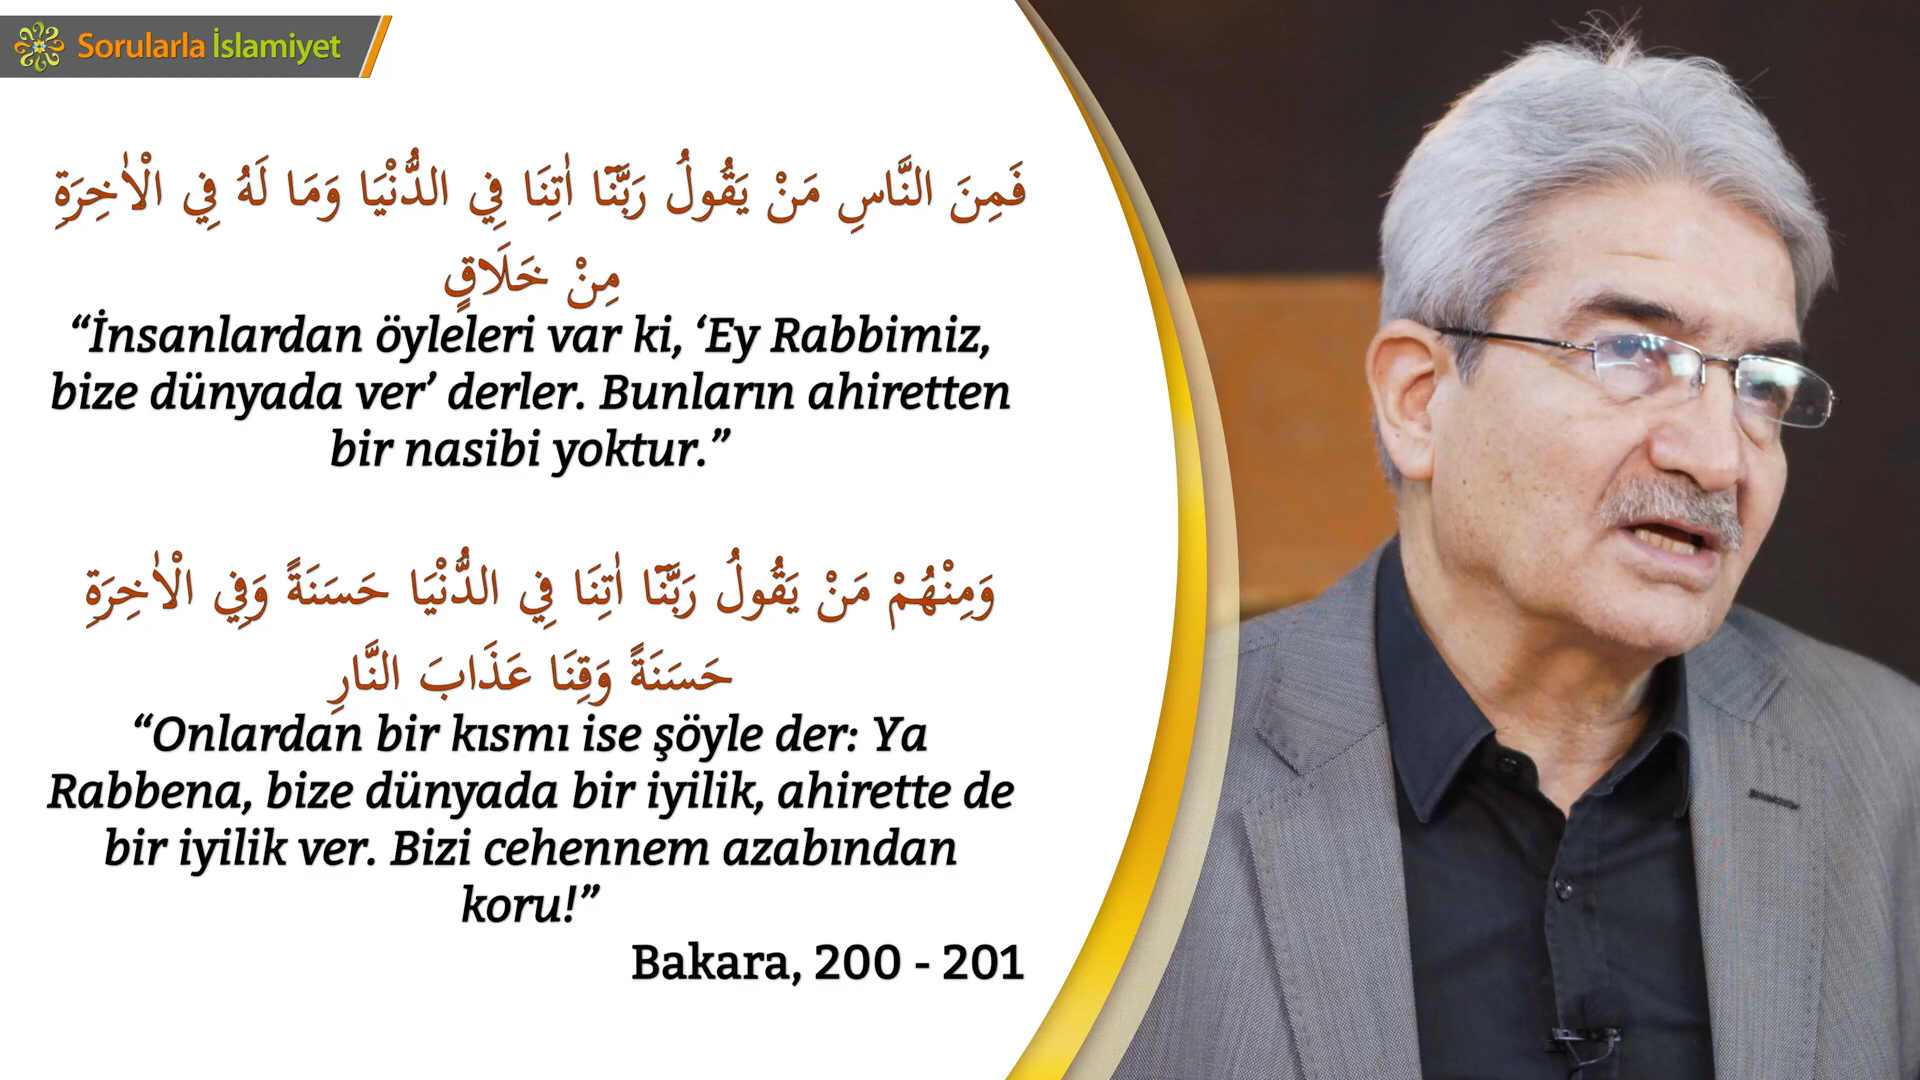 Sorularla İslamiyet
فَمِنَ النَّاسِ مَنْ يَقُولُ رَبَّنَٓا اٰتِنَا فِي الدُّنْيَا وَمَا لَهُ فِي الْاٰخِرَةِ
مِنْ خَلَاقٍ
“İnsanlardan öyleleri var ki, ‘Ey Rabbimiz,
bize dünyada ver’ derler. Bunların ahiretten
bir nasibi yoktur.”
وَمِنْهُمْ مَنْ يَقُولُ رَبَّنَٓا اٰتِنَا فِي الدُّنْيَا حَسَنَةً وَفِي الْاٰخِرَةِ
حَسَنَةً وَقِنَا عَذَابَ النَّارِ
“Onlardan bir kısmı ise şöyle der: Ya
Rabbena, bize dünyada bir iyilik, ahirette de
bir iyilik ver. Bizi cehennem azabından
koru!”
Bakara, 200 - 201